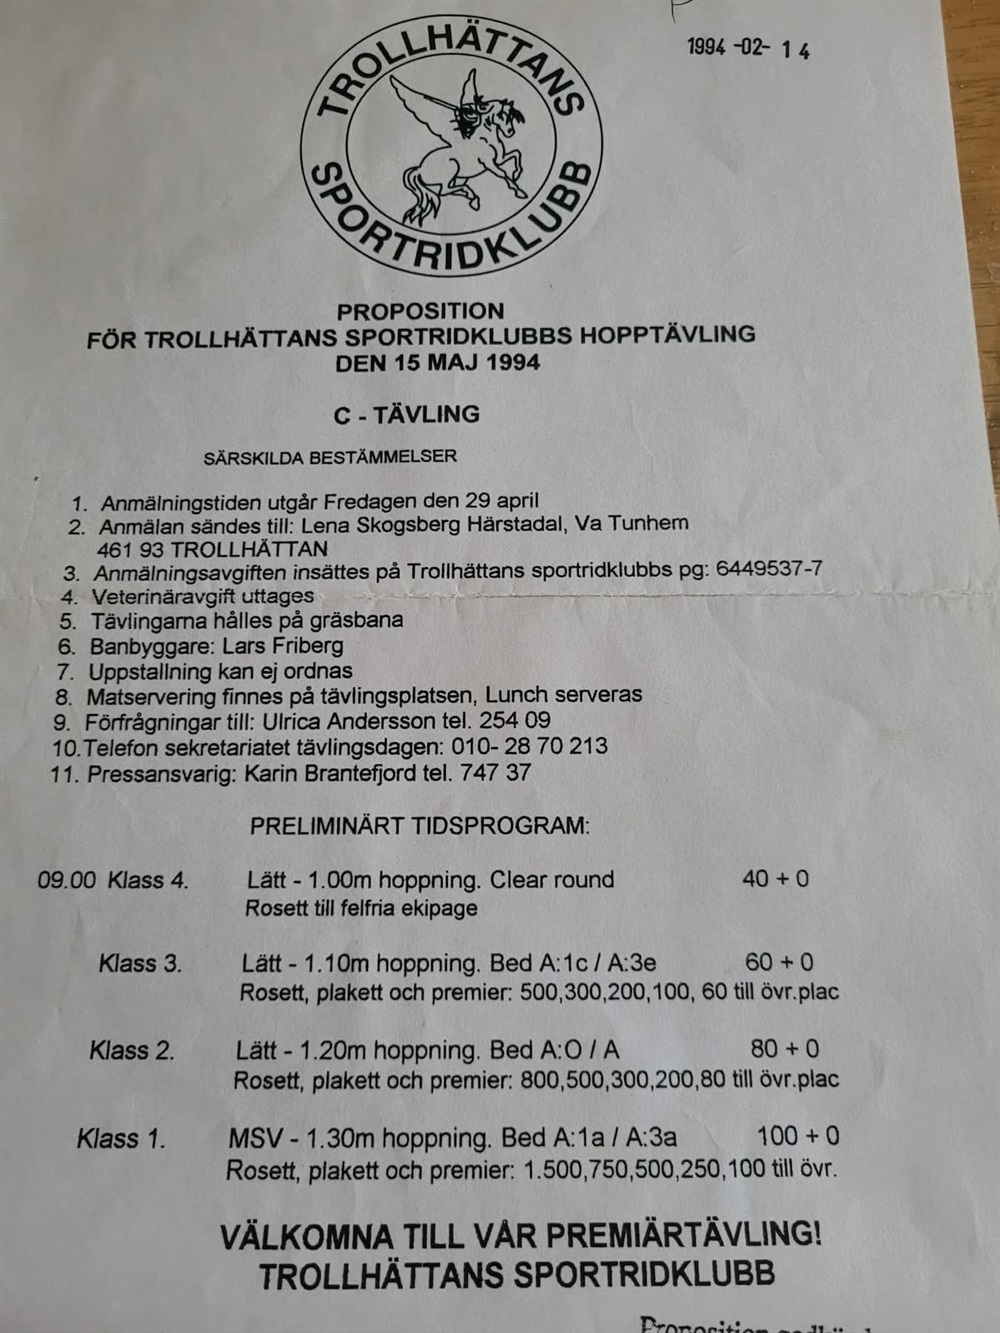 1994 -02- 14
TROLLHÄTTANS
SPORTRIDKLUBB
PROPOSITION
FÖR TROLLHÄTTANS SPORTRIDKLUBBS HOPPTÄVLING
DEN 15 MAJ 1994
C - TÄVLING
SÄRSKILDA BESTÄMMELSER
1. Anmälningstiden utgår Fredagen den 29 april
2. Anmälan sändes till: Lena Skogsberg Härstadal, Va Tunhem
461 93 TROLLHÄTTAN
3. Anmälningsavgiften insättes på Trollhättans sportridklubbs pg: 6449537-7
4. Veterinäravgift uttages
5. Tävlingarna hålles på gräsbana
6. Banbyggare: Lars Friberg
7. Uppstallning kan ej ordnas
8. Matservering finnes på tävlingsplatsen, Lunch serveras
9. Förfrågningar till: Ulrica Andersson tel. 254 09
10. Telefon sekretariatet tävlingsdagen: 010- 28 70 213
11. Pressansvarig: Karin Brantefjord tel. 747 37
PRELIMINÄRT TIDSPROGRAM:
09.00 Klass 4. Lätt - 1.00m hoppning. Clear round 40 + 0
Rosett till felfria ekipage
Klass 3. Lätt - 1.10m hoppning. Bed A:1c / A:3e 60 + 0
Rosett, plakett och premier: 500,300,200,100, 60 till övr.plac
Klass 2. Lätt - 1.20m hoppning. Bed A:O / A 80 + 0
Rosett, plakett och premier: 800,500,300,200,80 till övr.plac
Klass 1. MSV - 1.30m hoppning. Bed A:1a / A:3a 100 + 0
Rosett, plakett och premier: 1.500,750,500,250,100 till övr.
VÄLKOMNA TILL VÅR PREMIÄRTÄVLING!
TROLLHÄTTANS SPORTRIDKLUBB
Proposition